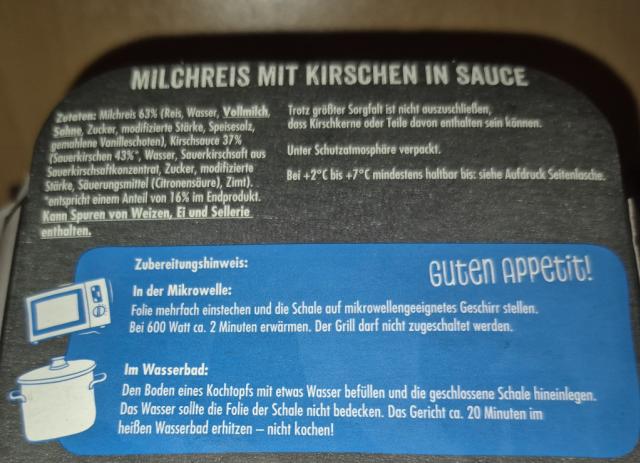 MILCHREIS MIT KIRSCHEN IN SAUCE
Zutaten: Milchreis 63% (Reis, Wasser, Vollmilch,
Sahne, Zucker, modifizierte Stärke, Speisesalz,
gemahlene Vanilleschoten), Kirschsauce 37%
(Sauerkirschen 43%*, Wasser, Sauerkirschsaft aus
Sauerkirschsaftkonzentrat, Zucker, modifizierte
Stärke, Säuerungsmittel (Citronensäure), Zimt).
*entspricht einem Anteil von 16% im Endprodukt.
Kann Spuren von Weizen, Ei und Sellerie
enthalten.
Trotz größter Sorgfalt ist nicht auszuschließen,
dass Kirschkerne oder Teile davon enthalten sein können.
Unter Schutzatmosphäre verpackt.
Bei +2°C bis +7°C mindestens haltbar bis: siehe Aufdruck Seitenlasche.
Zubereitungshinweis:
Guten Appetit!
In der Mikrowelle:
Folie mehrfach einstechen und die Schale auf mikrowellengeeignetes Geschirr stellen.
Bei 600 Watt ca. 2 Minuten erwärmen. Der Grill darf nicht zugeschaltet werden.
Im Wasserbad:
Den Boden eines Kochtopfs mit etwas Wasser befüllen und die geschlossene Schale hineinlegen.
Das Wasser sollte die Folie der Schale nicht bedecken. Das Gericht ca. 20 Minuten im
heißen Wasserbad erhitzen – nicht kochen!